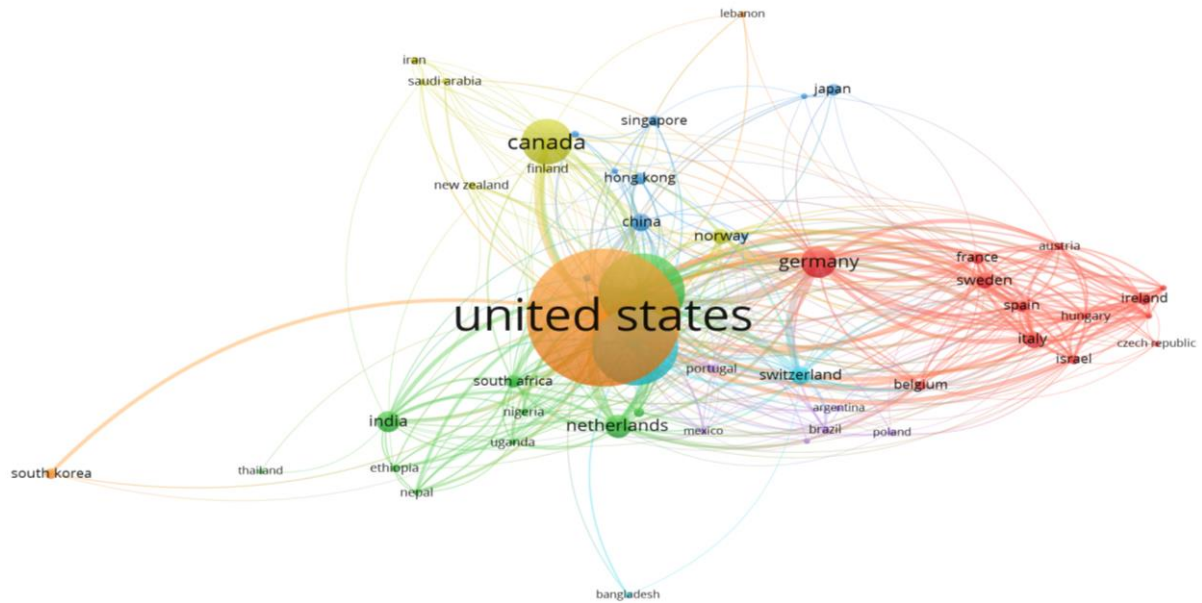 lebanon
iran
saudi arabia
japan
singapore
canada
finland
hong kong
new zealand
china
norway
austria
germany
france
sweden
ireland
spain
hungary
united states
italy
czech republic
israel
portugal
switzerland
south africa
belgium
nigeria
argentina
india
netherlands
mexico
brazil
poland
uganda
ethiopia
thailand
south korea
nepal
bangladesh